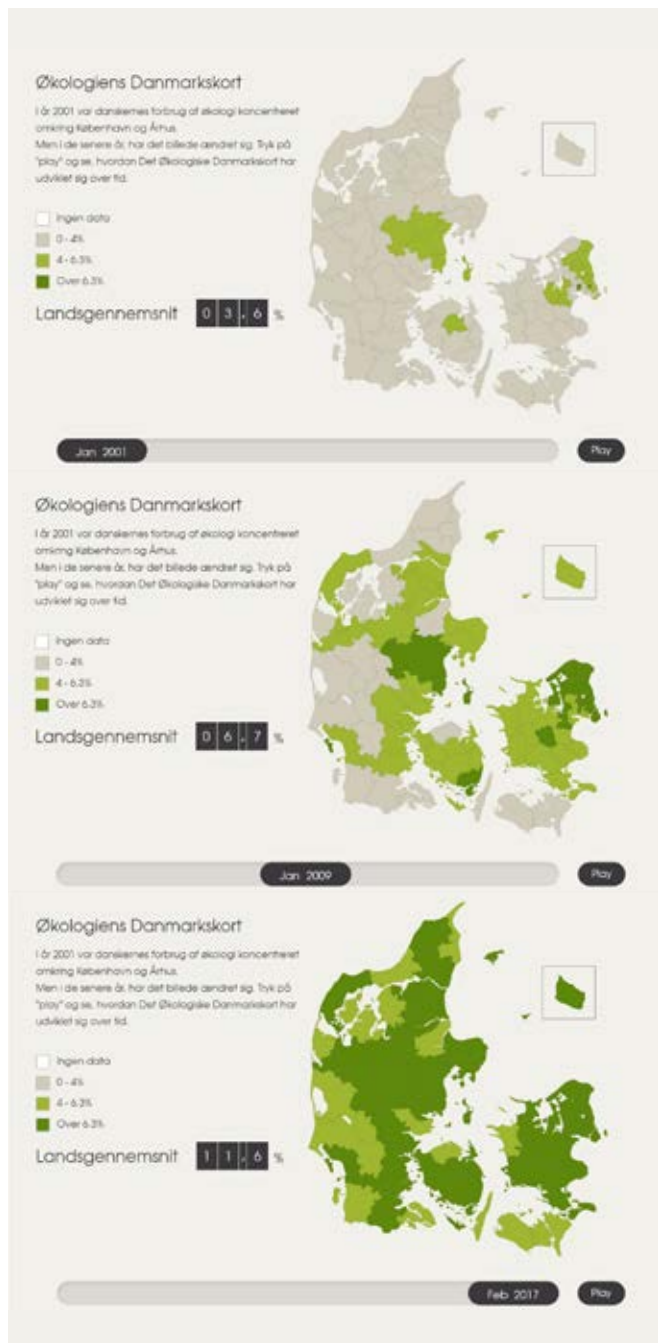 Økologiens Danmarkskort
I år 2001 var danskernes forbrug af økologi koncentreret
omkring København og Århus.
Men i de senere år, har det billede ændret sig. Tryk på
"play" og se, hvordan Det Økologiske Danmarkskort har
udviklet sig over tid.
Ingen data
0 - 4%
4 - 6.3%
Over 6.3%
Landsgennemsnit 03,6 %
Jan 2001
Play
Økologiens Danmarkskort
I år 2001 var danskernes forbrug af økologi koncentreret
omkring København og Århus.
Men i de senere år, har det billede ændret sig. Tryk på
"play" og se, hvordan Det Økologiske Danmarkskort har
udviklet sig over tid.
Ingen data
0 - 4%
4 - 6.3%
Over 6.3%
Landsgennemsnit 06,7 %
Jan 2009
Play
Økologiens Danmarkskort
I år 2001 var danskernes forbrug af økologi koncentreret
omkring København og Århus.
Men i de senere år, har det billede ændret sig. Tryk på
"play" og se, hvordan Det Økologiske Danmarkskort har
udviklet sig over tid.
Ingen data
0 - 4%
4 - 6.3%
Over 6.3%
Landsgennemsnit 11,6 %
Feb 2017
Play